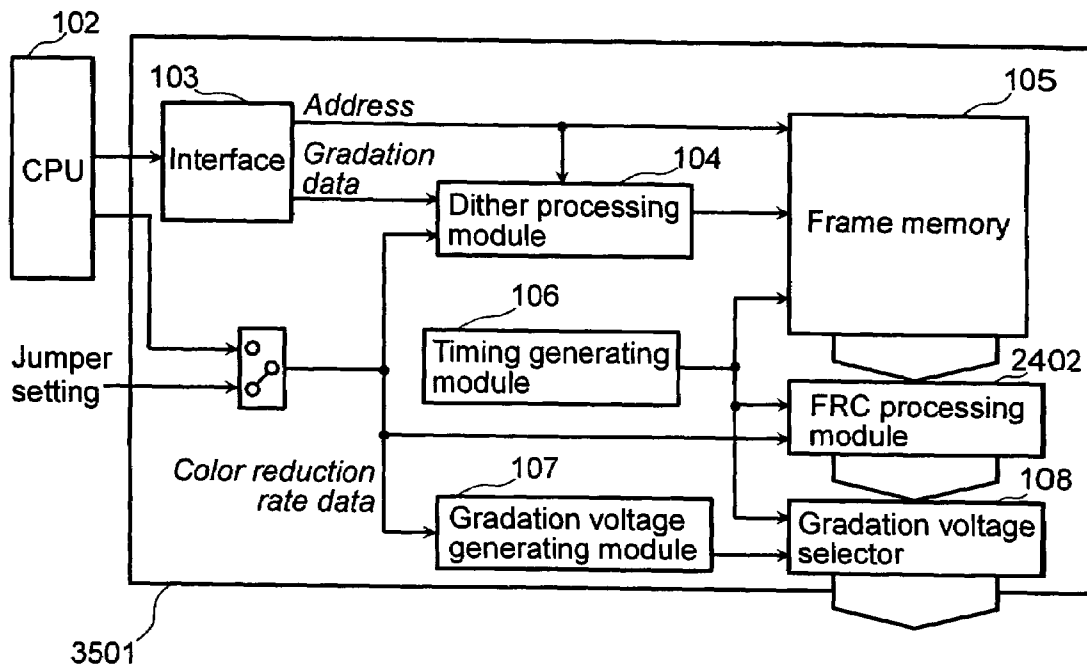 102
CPU
103
Interface
Address
Gradation
data
104
Dither processing
module
105
Frame memory
106
Timing generating
module
Jumper
setting
2402
FRC processing
module
Color reduction
rate data
107
Gradation voltage
generating module
108
Gradation voltage
selector
3501